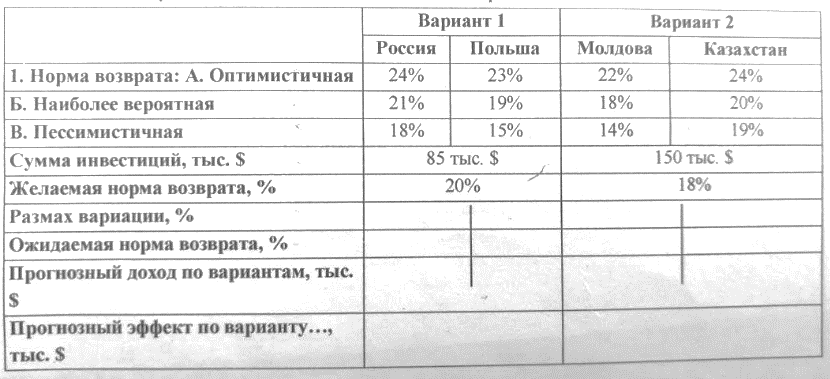 Вариант 1 Вариант 2
Россия Польша Молдова Казахстан
1. Норма возврата: А. Оптимистичная 24% 23% 22% 24%
Б. Наиболее вероятная 21% 19% 18% 20%
В. Пессимистичная 18% 15% 14% 19%
Сумма инвестиций, тыс. $ 85 тыс. $ 150 тыс. $
Желаемая норма возврата, % 20% 18%
Размах вариации, %
Ожидаемая норма возврата, %
Прогнозный доход по вариантам, тыс.
$
Прогнозный эффект по варианту…,
тыс. $